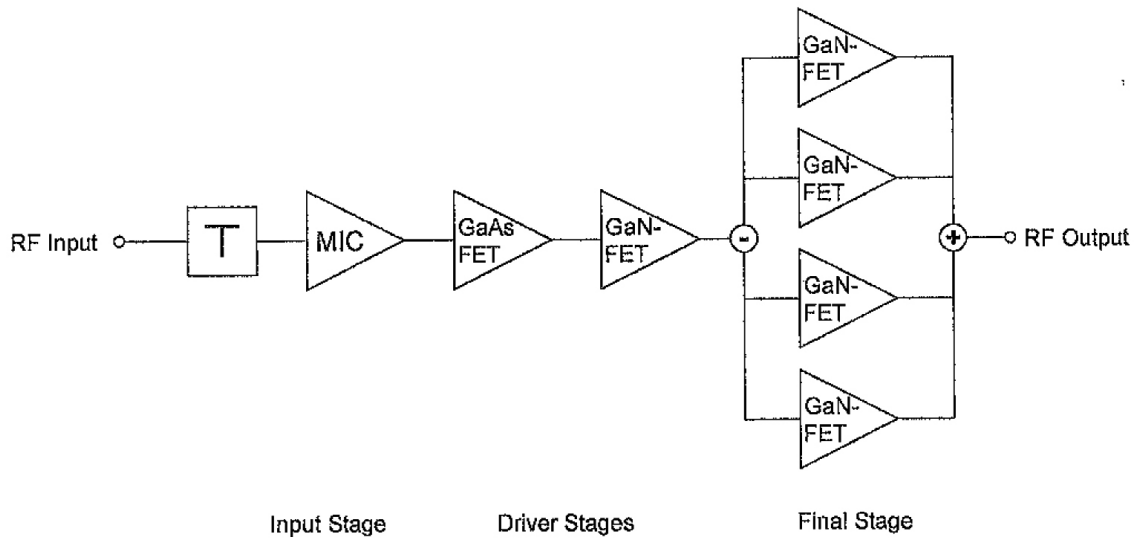 GaN-
FET
GaN-
FET
RF Input
T
MIC
GaAs
FET
GaN-
FET
-
+
RF Output
GaN-
FET
GaN-
FET
Input Stage
Driver Stages
Final Stage